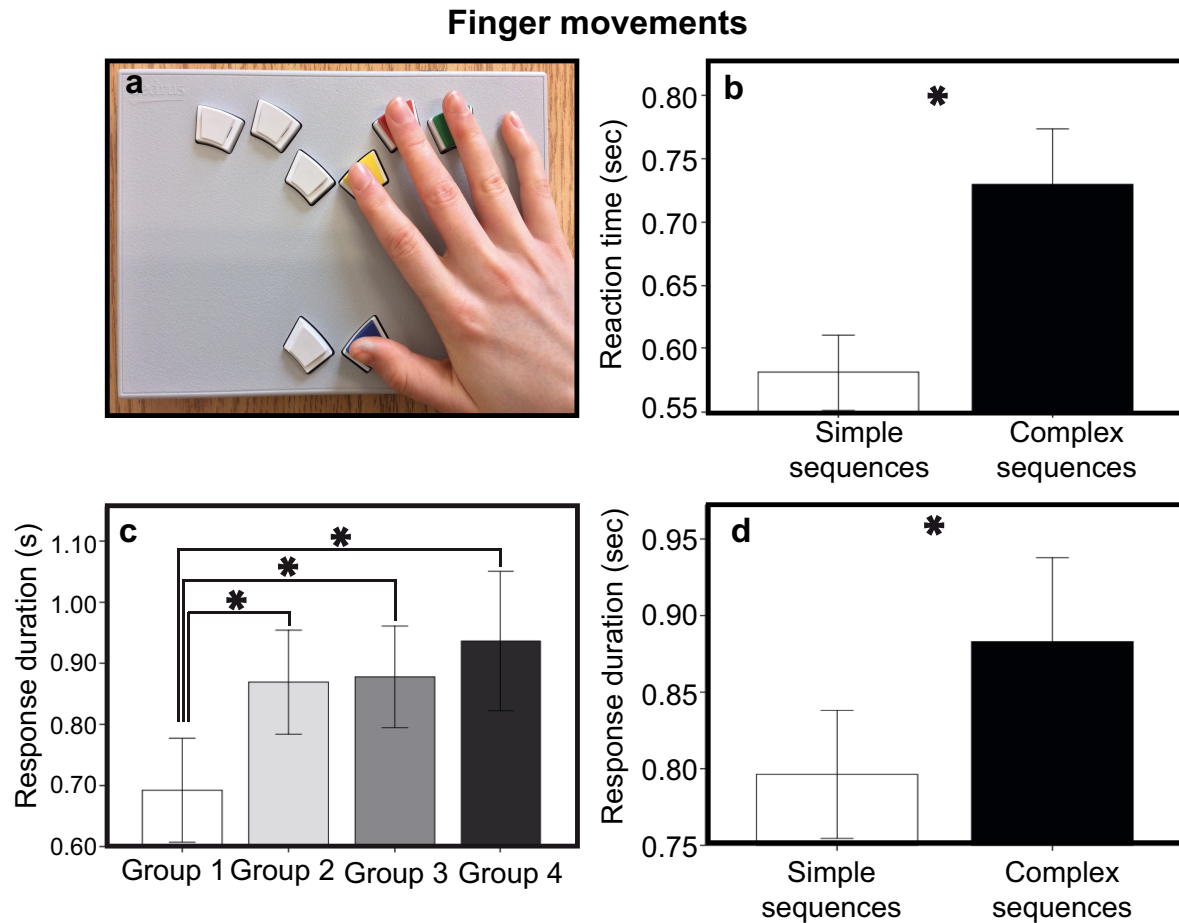 Finger movements
a
b
*
Reaction time (sec)
0.80
0.75
0.70
0.65
0.60
0.55
Simple
sequences
Complex
sequences
c
*
*
*
Response duration (s)
1.10
1.00
0.90
0.80
0.70
0.60
Group 1
Group 2
Group 3
Group 4
d
*
Response duration (sec)
0.95
0.90
0.85
0.80
0.75
Simple
sequences
Complex
sequences